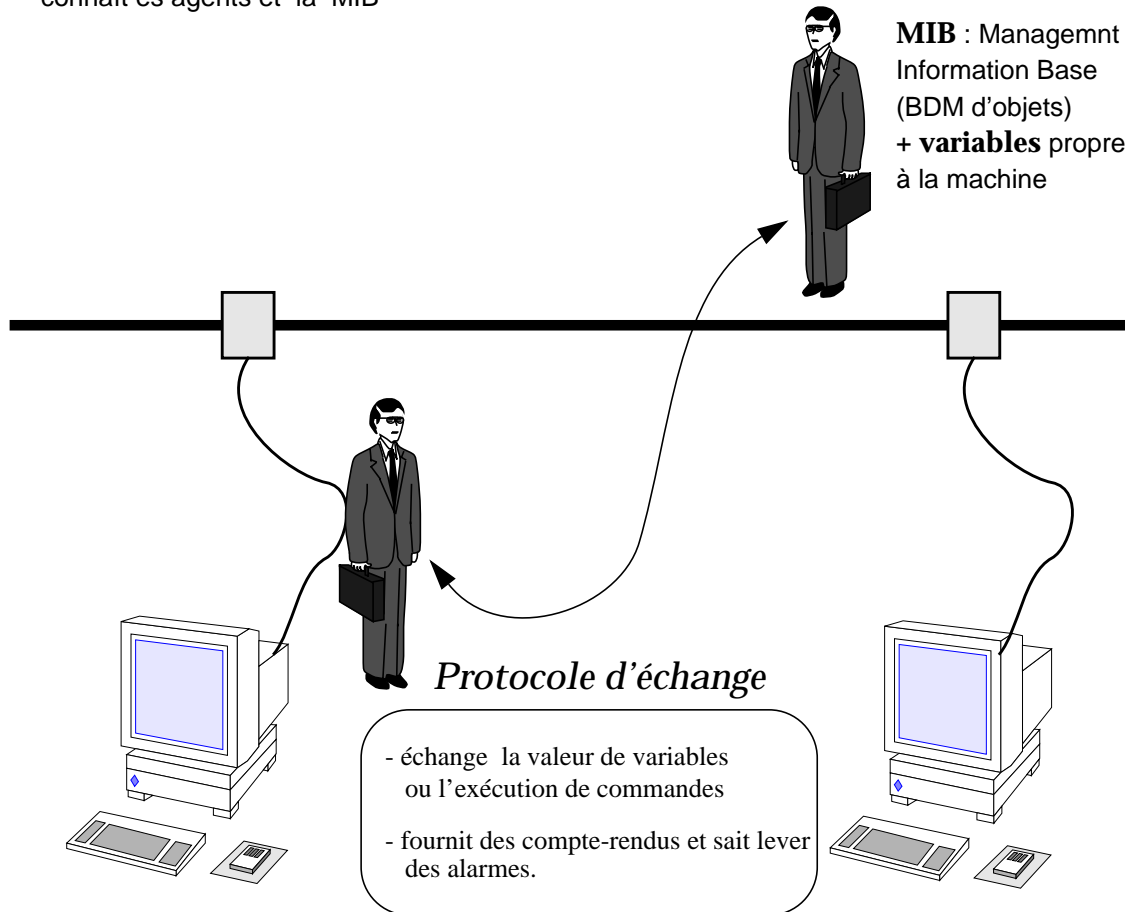 connaît es agents et la MIB
MIB : Managemnt
Information Base
(BDM d'objets)
+ variables propre
à la machine
Protocole d'échange
- échange la valeur de variables
ou l'exécution de commandes
- fournit des compte-rendus et sait lever
des alarmes.